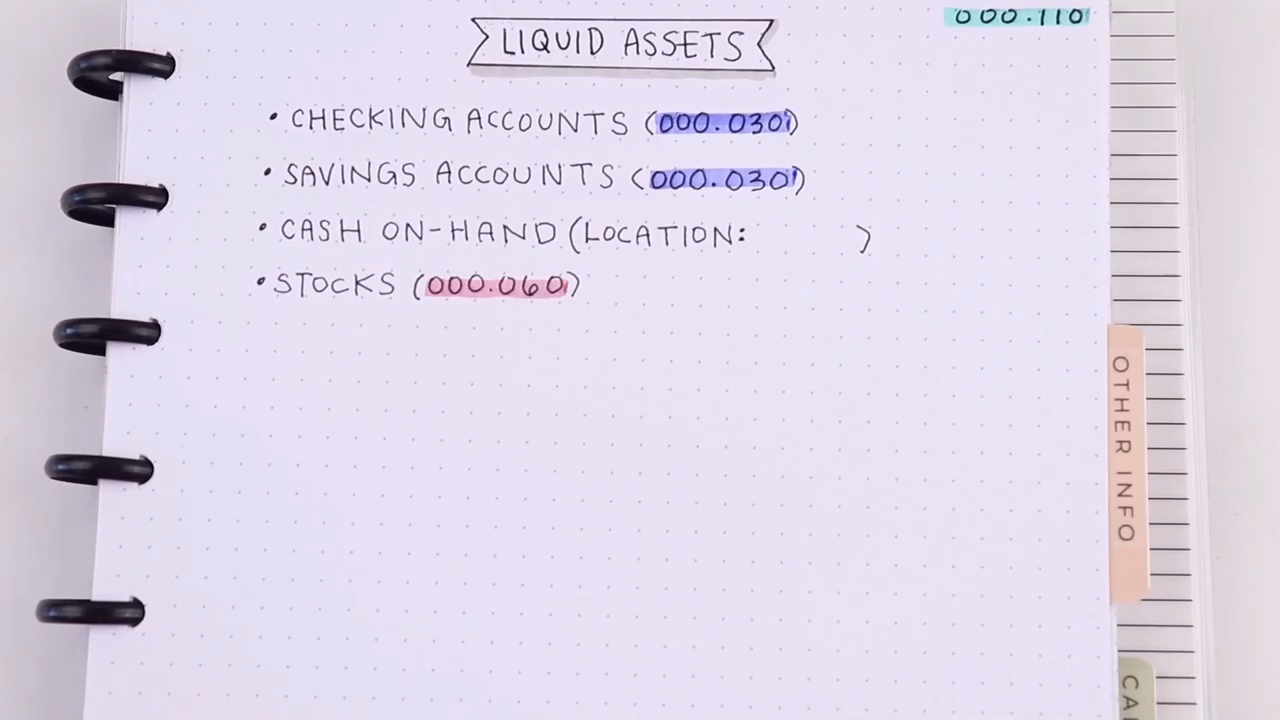 000.110
LIQUID ASSETS
• CHECKING ACCOUNTS (000.030)
• SAVINGS ACCOUNTS (000.030)
• CASH ON-HAND (LOCATION: )
• STOCKS (000.060)
OTHER INFO
CA